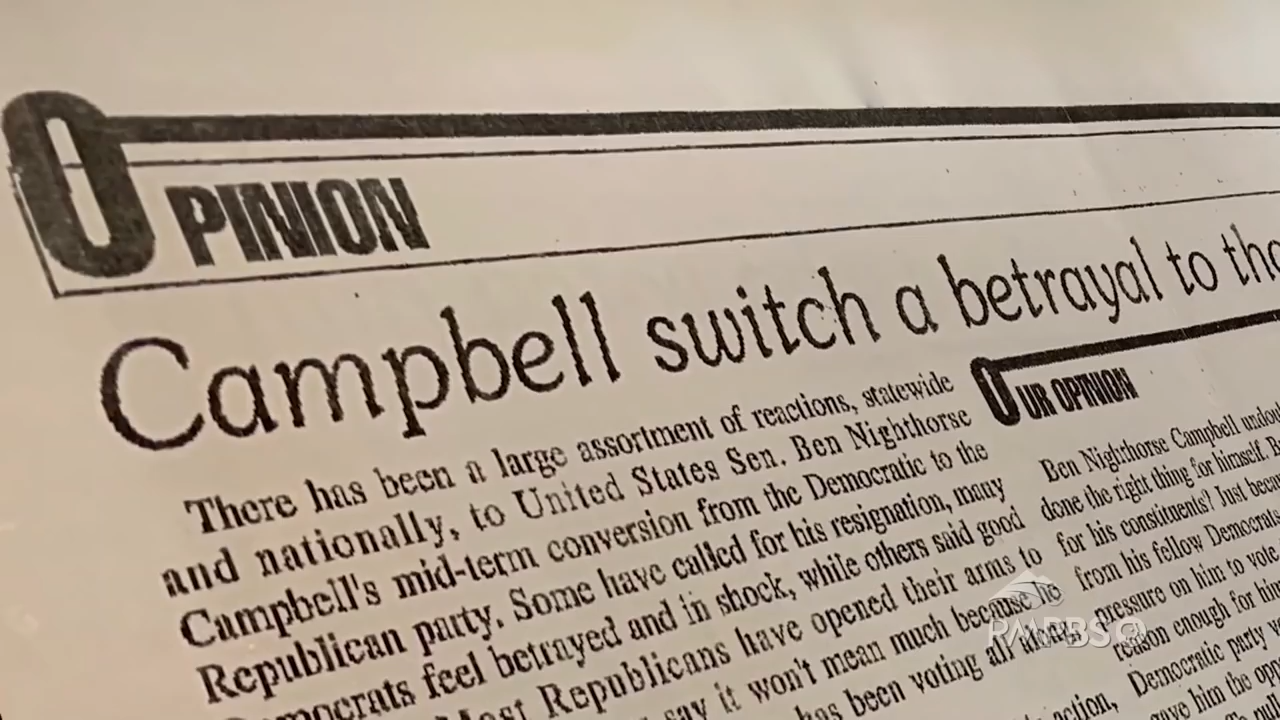 OPINION
Campbell switch a betrayal to
There has been a large assortment of reactions, statewide
and nationally, to United States Sen. Ben Nighthorse
Campbell's mid-term conversion from the Democratic to the
Republican party. Some have called for his resignation, many
feel betrayed and in shock, while others said good
Most Republicans have opened their arms to
say it won't mean much because he
has been voting all along
OUR OPINION
Ben Nighthorse Campbell
done the right thing for himself.
for his constituents? Just
from his fellow Democrats
pressure on him to vote
reason enough for him
Democratic party
gave him the
RMPBS